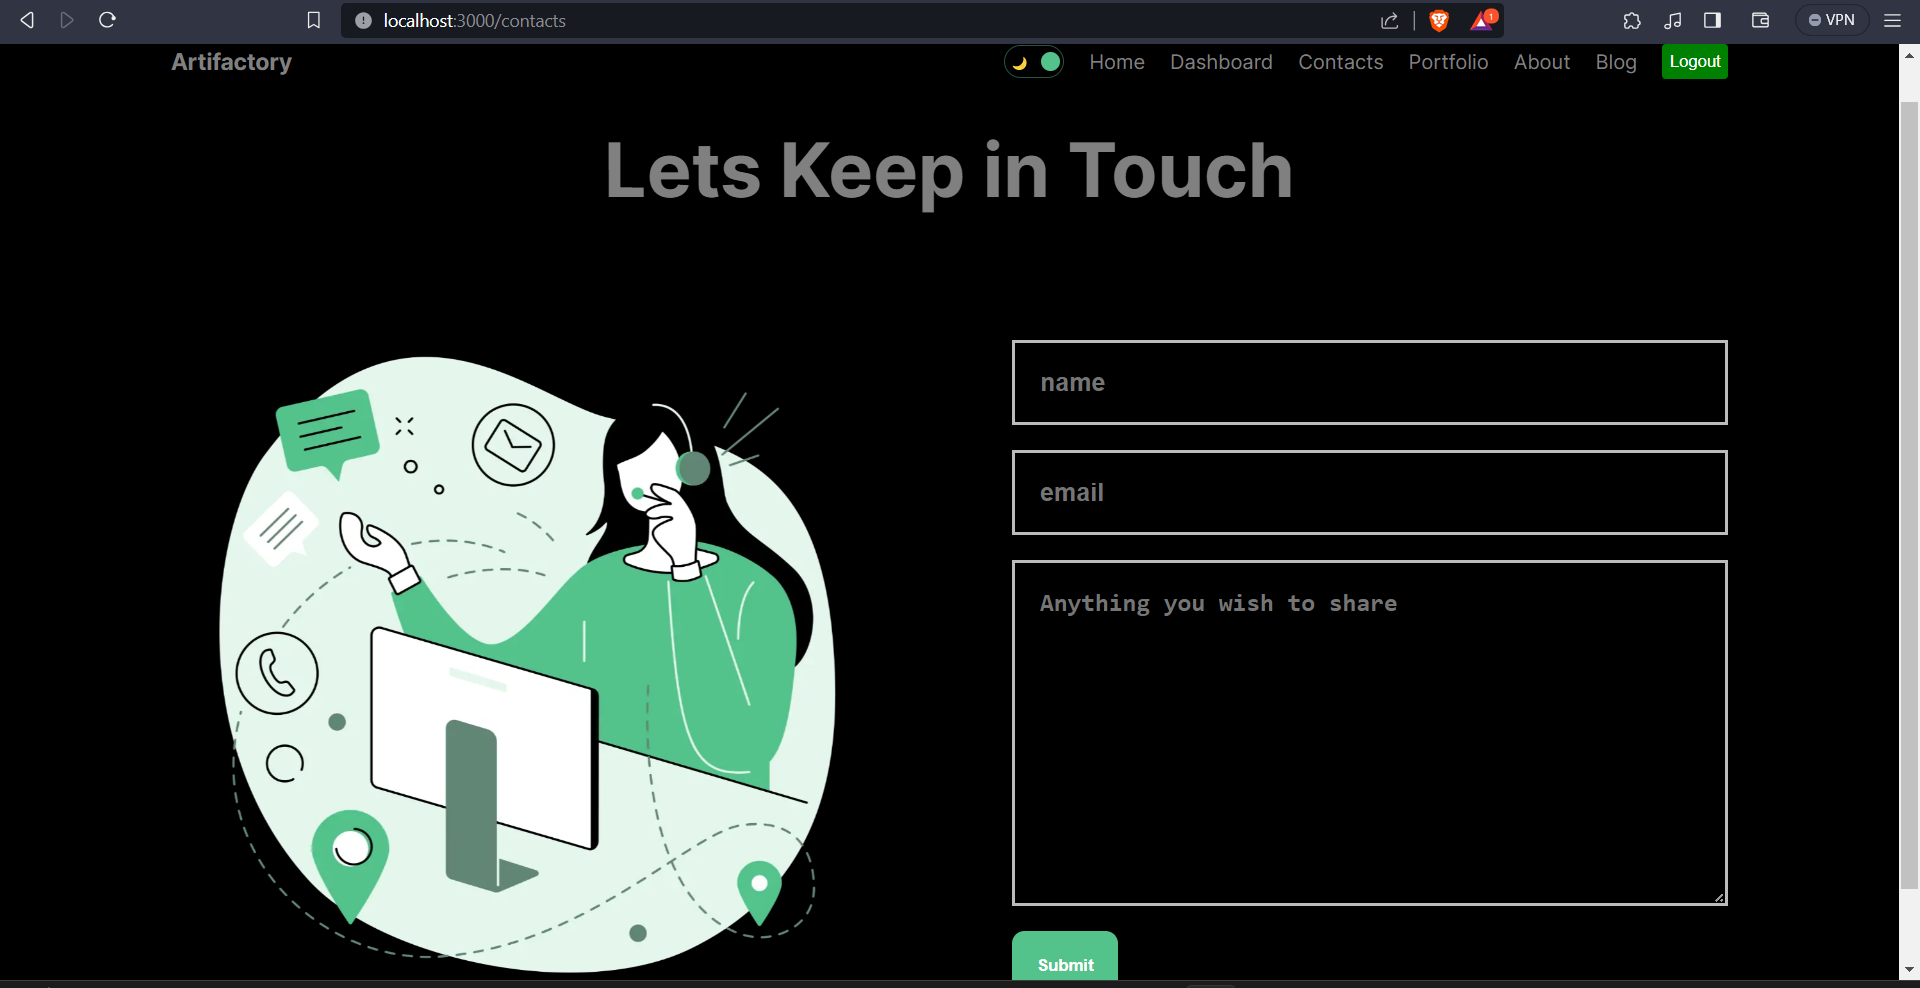 localhost:3000/contacts
1
VPN
Artifactory
Home Dashboard Contacts Portfolio About Blog Logout
Lets Keep in Touch
name
email
Anything you wish to share
Submit